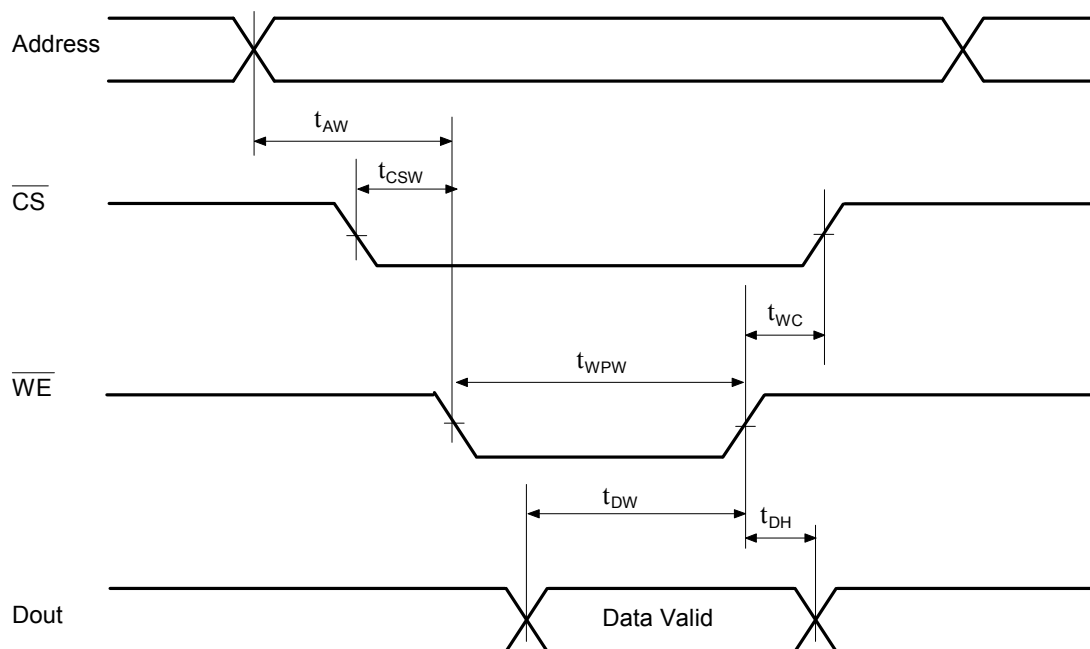 Address
tAW
tCSW
CS
tWC
tWPW
WE
tDW
tDH
Dout
Data Valid